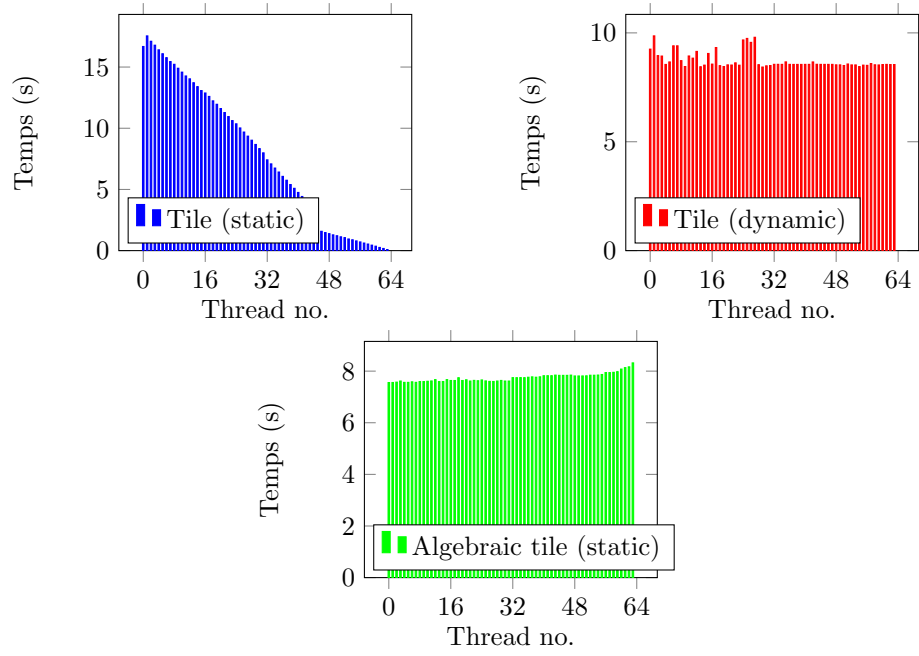 Temps (s)
15
10
5
0
Tile (static)
0 16 32 48 64
Thread no.
Temps (s)
10
5
0
Tile (dynamic)
0 16 32 48 64
Thread no.
Temps (s)
8
6
4
2
0
Algebraic tile (static)
0 16 32 48 64
Thread no.